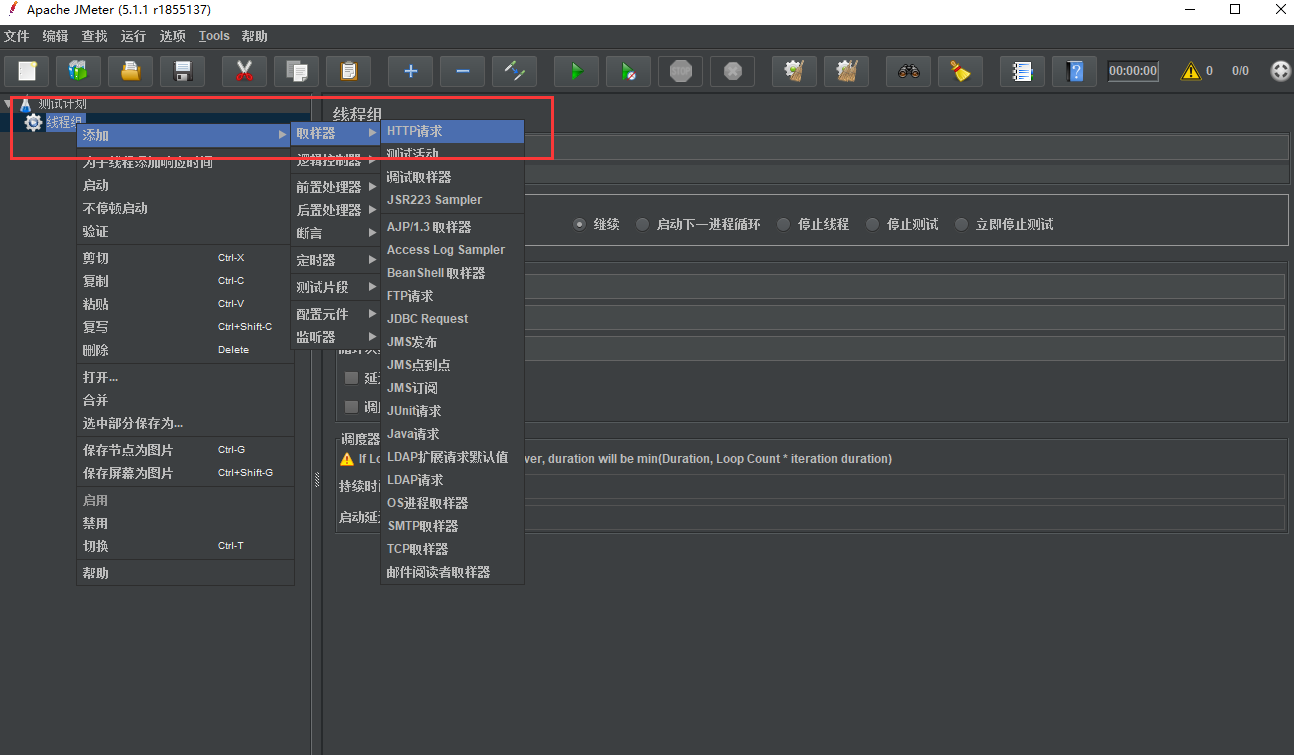 Apache JMeter (5.1.1 r1855137)
文件 编辑 查找 运行 选项 Tools 帮助
00:00:00 0 0/0
测试计划
线程组
线程组
添加
为子线程添加响应时间
启动
不停顿启动
验证
剪切 Ctrl-X
复制 Ctrl-C
粘贴 Ctrl-V
复写 Ctrl+Shift-C
删除 Delete
打开...
合并
选中部分保存为...
保存节点为图片 Ctrl-G
保存屏幕为图片 Ctrl+Shift-G
启用
禁用
切换 Ctrl-T
帮助
取样器
逻辑控制器
前置处理器
后置处理器
断言
定时器
测试片段
配置元件
监听器
HTTP请求
测试活动
调试取样器
JSR223 Sampler
AJP/1.3 取样器
Access Log Sampler
BeanShell 取样器
FTP请求
JDBC Request
JMS发布
JMS点到点
JMS订阅
JUnit请求
Java请求
LDAP扩展请求默认值
LDAP请求
OS进程取样器
SMTP取样器
TCP取样器
邮件阅读者取样器
继续 启动下一进程循环 停止线程 停止测试 立即停止测试
调度器
If Lo ver, duration will be min(Duration, Loop Count * iteration duration)
持续时
启动延